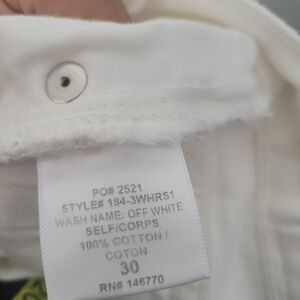 PO# 2521
STYLE# 184-3WHRS1
WASH NAME: OFF WHITE
SELF/CORPS
100% COTTON /
COTON
30
RN# 146770